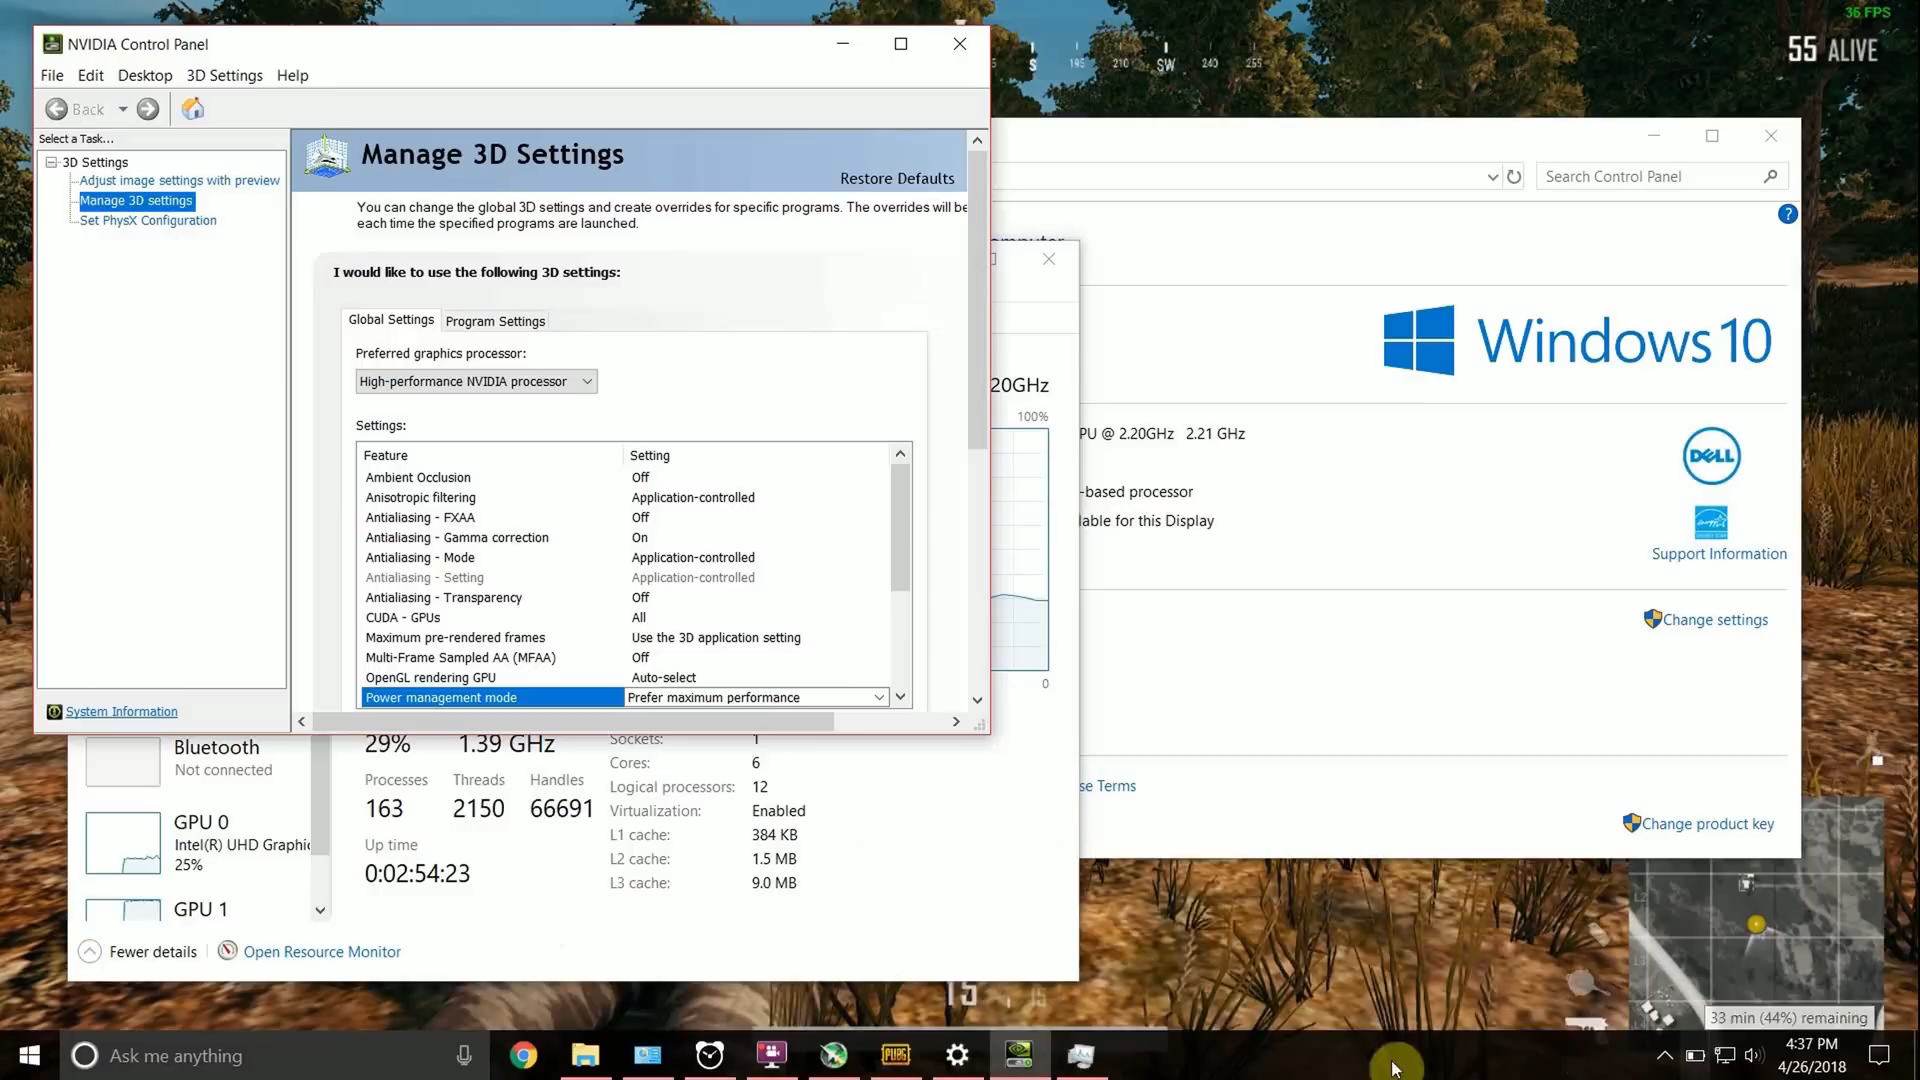 36 FPS
55 ALIVE
S 195 210 SW 240 255
NVIDIA Control Panel
File Edit Desktop 3D Settings Help
Back
Select a Task...
3D Settings
Adjust image settings with preview
Manage 3D settings
Set PhysX Configuration
System Information
Manage 3D Settings
Restore Defaults
You can change the global 3D settings and create overrides for specific programs. The overrides will be
each time the specified programs are launched.
I would like to use the following 3D settings:
Global Settings Program Settings
Preferred graphics processor:
High-performance NVIDIA processor
Settings:
Feature Setting
Ambient Occlusion Off
Anisotropic filtering Application-controlled
Antialiasing - FXAA Off
Antialiasing - Gamma correction On
Antialiasing - Mode Application-controlled
Antialiasing - Setting Application-controlled
Antialiasing - Transparency Off
CUDA - GPUs All
Maximum pre-rendered frames Use the 3D application setting
Multi-Frame Sampled AA (MFAA) Off
OpenGL rendering GPU Auto-select
Power management mode Prefer maximum performance
Search Control Panel
?
Windows 10
20GHz
100%
0
PU @ 2.20GHz 2.21 GHz
DELL
-based processor
lable for this Display
Support Information
Change settings
se Terms
Change product key
Bluetooth
Not connected
GPU 0
Intel(R) UHD Graphic
25%
GPU 1
29% 1.39 GHz
Processes Threads Handles
163 2150 66691
Up time
0:02:54:23
Sockets: 1
Cores: 6
Logical processors: 12
Virtualization: Enabled
L1 cache: 384 KB
L2 cache: 1.5 MB
L3 cache: 9.0 MB
Fewer details Open Resource Monitor
15
33 min (44%) remaining
Ask me anything
PUBG
4:37 PM
4/26/2018